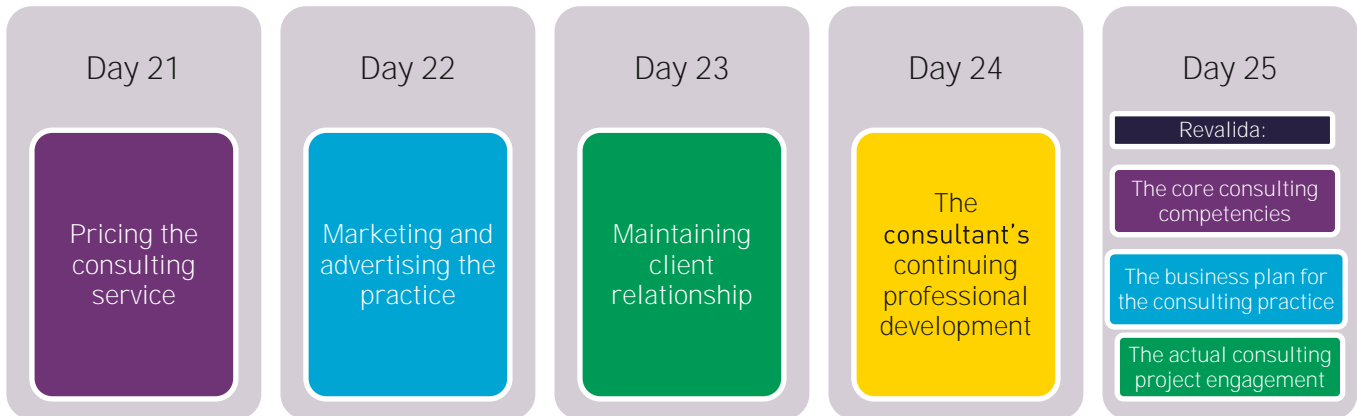 Day 21
Pricing the
consulting
service
Day 22
Marketing and
advertising the
practice
Day 23
Maintaining
client
relationship
Day 24
The
consultant's
continuing
professional
development
Day 25
Revalida:
The core consulting
competencies
The business plan for
the consulting practice
The actual consulting
project engagement